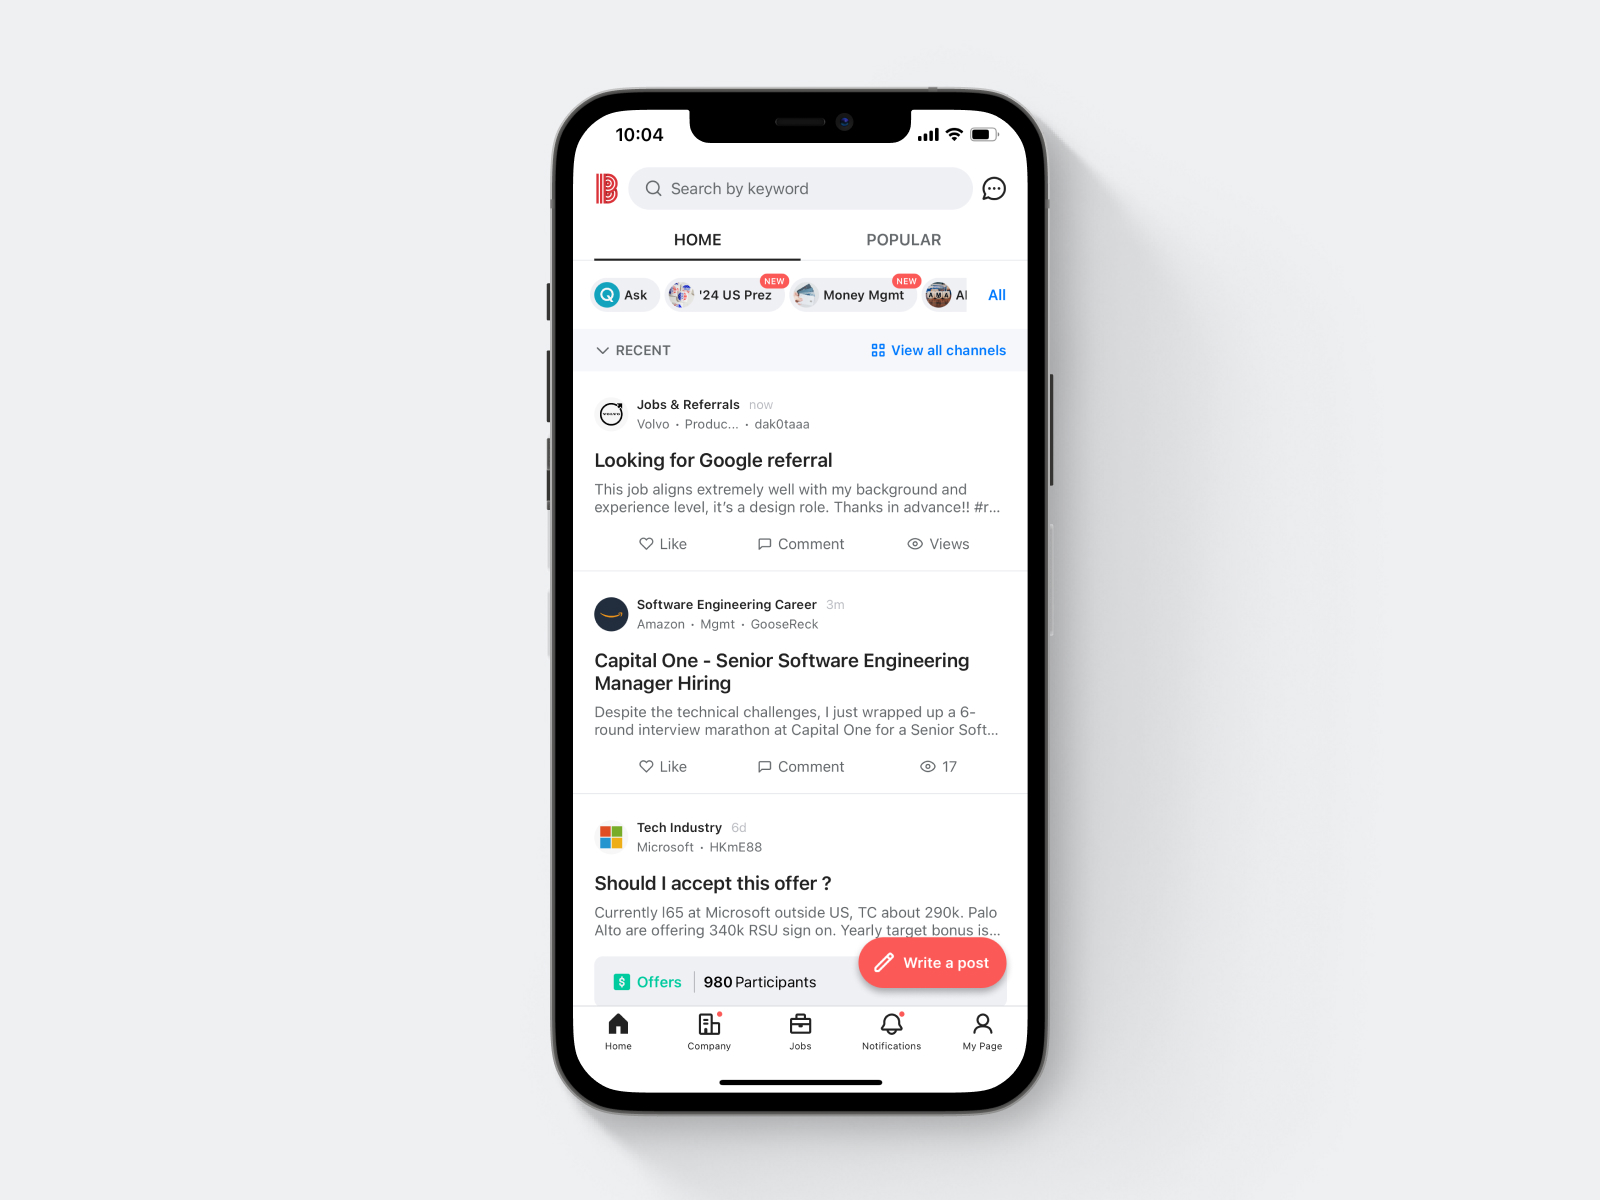 10:04
Search by keyword
HOME
POPULAR
NEW
NEW
Ask
'24 US Prez
Money Mgmt
All
RECENT
View all channels
Jobs & Referrals now
VOLVO
Volvo · Produc... · dak0taaa
Looking for Google referral
This job aligns extremely well with my background and
experience level, it's a design role. Thanks in advance!! #r...
Like
Comment
Views
Software Engineering Career 3m
Amazon · Mgmt · GooseReck
Capital One - Senior Software Engineering
Manager Hiring
Despite the technical challenges, I just wrapped up a 6-
round interview marathon at Capital One for a Senior Soft...
Like
Comment
17
Tech Industry 6d
Microsoft · HKmE88
Should I accept this offer ?
Currently l65 at Microsoft outside US, TC about 290k. Palo
Alto are offering 340k RSU sign on. Yearly target bonus is...
Write a post
Offers
980 Participants
Home
Company
Jobs
Notifications
My Page